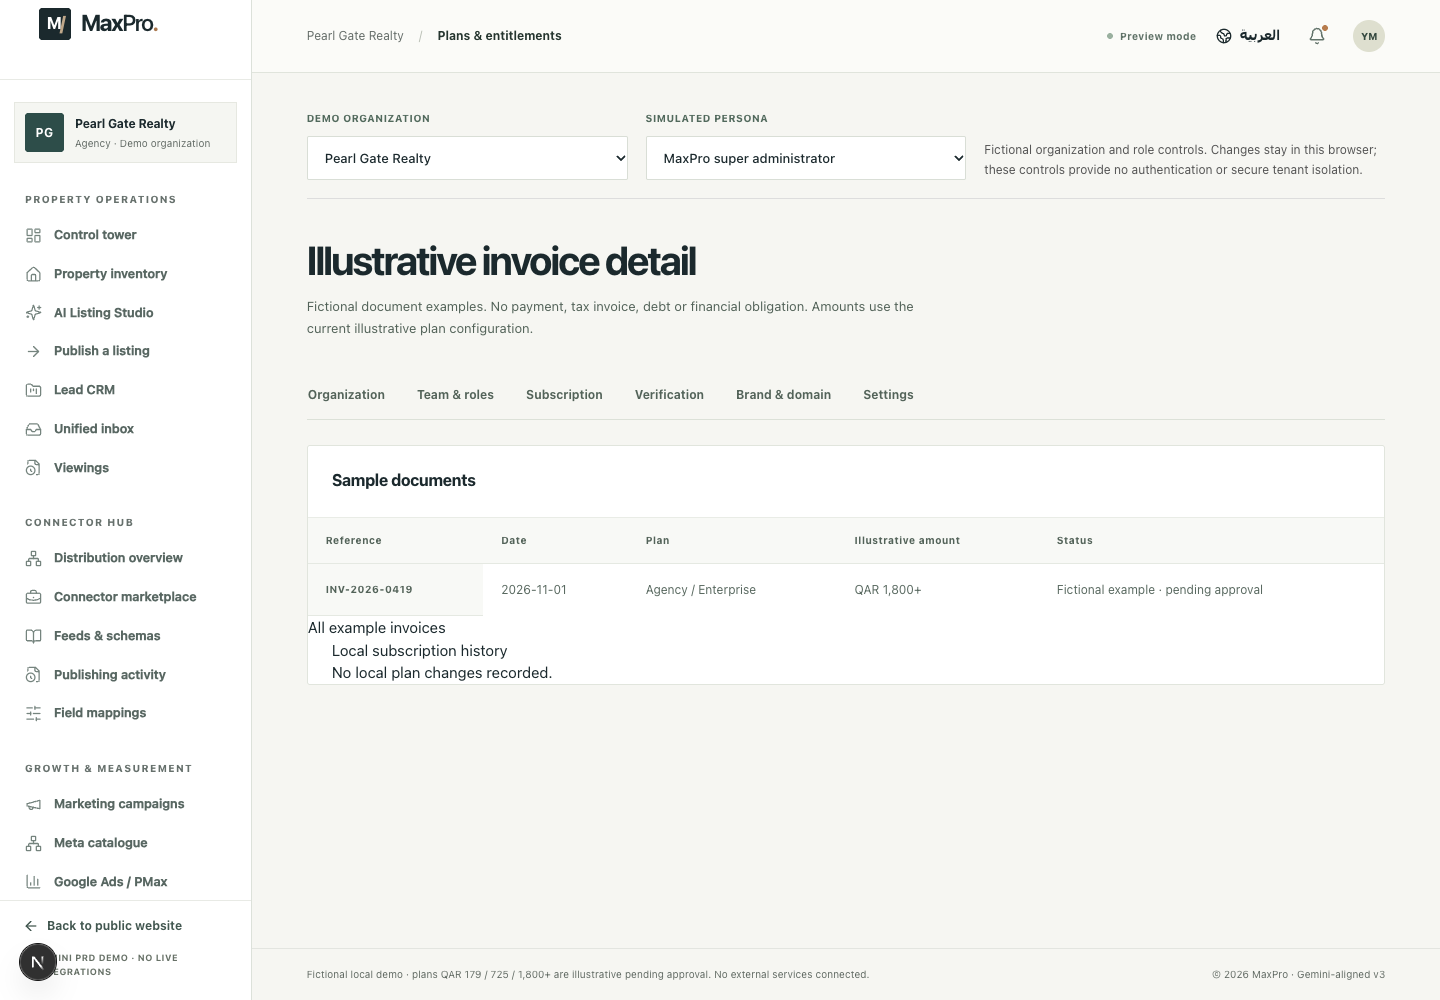 M/ MaxPro.
PG
Pearl Gate Realty
Agency · Demo organization
PROPERTY OPERATIONS
Control tower
Property inventory
AI Listing Studio
Publish a listing
Lead CRM
Unified inbox
Viewings
CONNECTOR HUB
Distribution overview
Connector marketplace
Feeds & schemas
Publishing activity
Field mappings
GROWTH & MEASUREMENT
Marketing campaigns
Meta catalogue
Google Ads / PMax
Back to public website
INI PRD DEMO · NO LIVE
EGRATIONS
N
Pearl Gate Realty / Plans & entitlements
Preview mode
العربية
YM
DEMO ORGANIZATION
Pearl Gate Realty
SIMULATED PERSONA
MaxPro super administrator
Fictional organization and role controls. Changes stay in this browser;
these controls provide no authentication or secure tenant isolation.
Illustrative invoice detail
Fictional document examples. No payment, tax invoice, debt or financial obligation. Amounts use the
current illustrative plan configuration.
Organization Team & roles Subscription Verification Brand & domain Settings
Sample documents
Reference Date Plan Illustrative amount Status
INV-2026-0419 2026-11-01 Agency / Enterprise QAR 1,800+ Fictional example · pending approval
All example invoices
Local subscription history
No local plan changes recorded.
Fictional local demo · plans QAR 179 / 725 / 1,800+ are illustrative pending approval. No external services connected.
© 2026 MaxPro · Gemini-aligned v3